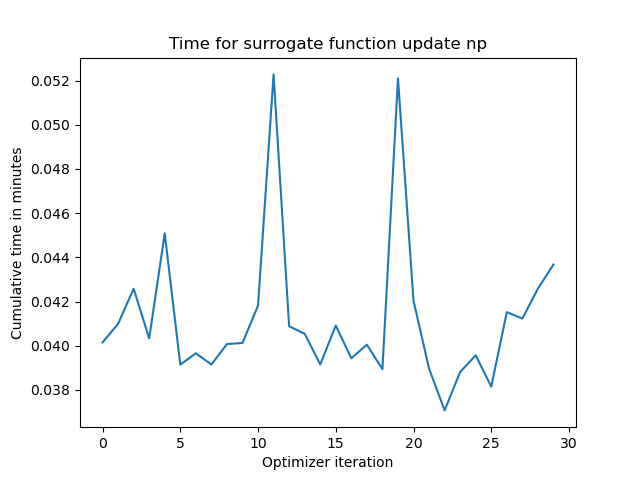 Time for surrogate function update np
Cumulative time in minutes
0.052
0.050
0.048
0.046
0.044
0.042
0.040
0.038
0 5 10 15 20 25 30
Optimizer iteration